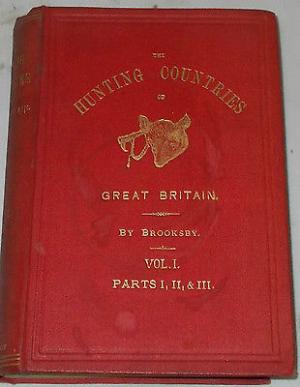 THE
HUNTING COUNTRIES
OF
GREAT BRITAIN.
BY BROOKSBY.
VOL. I.
PARTS I, II, & III.